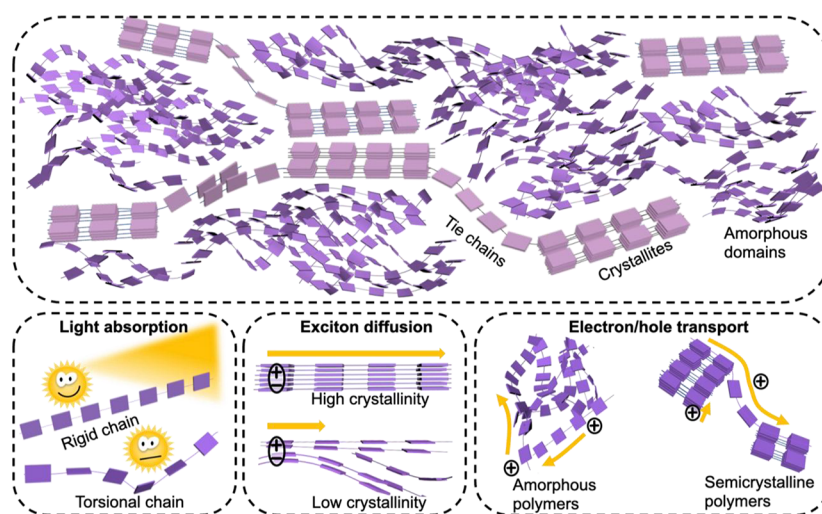 Tie chains
Crystallites
Amorphous
domains
Light absorption
Rigid chain
Torsional chain
Exciton diffusion
+
−
High crystallinity
+
−
Low crystallinity
Electron/hole transport
+
+
Amorphous
polymers
+
+
Semicrystalline
polymers